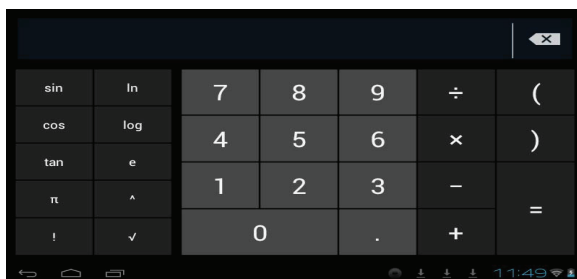 sin ln 7 8 9 ÷ (
cos log 4 5 6 × )
tan e 1 2 3 − =
π ^ 0 . +
! √
11:49